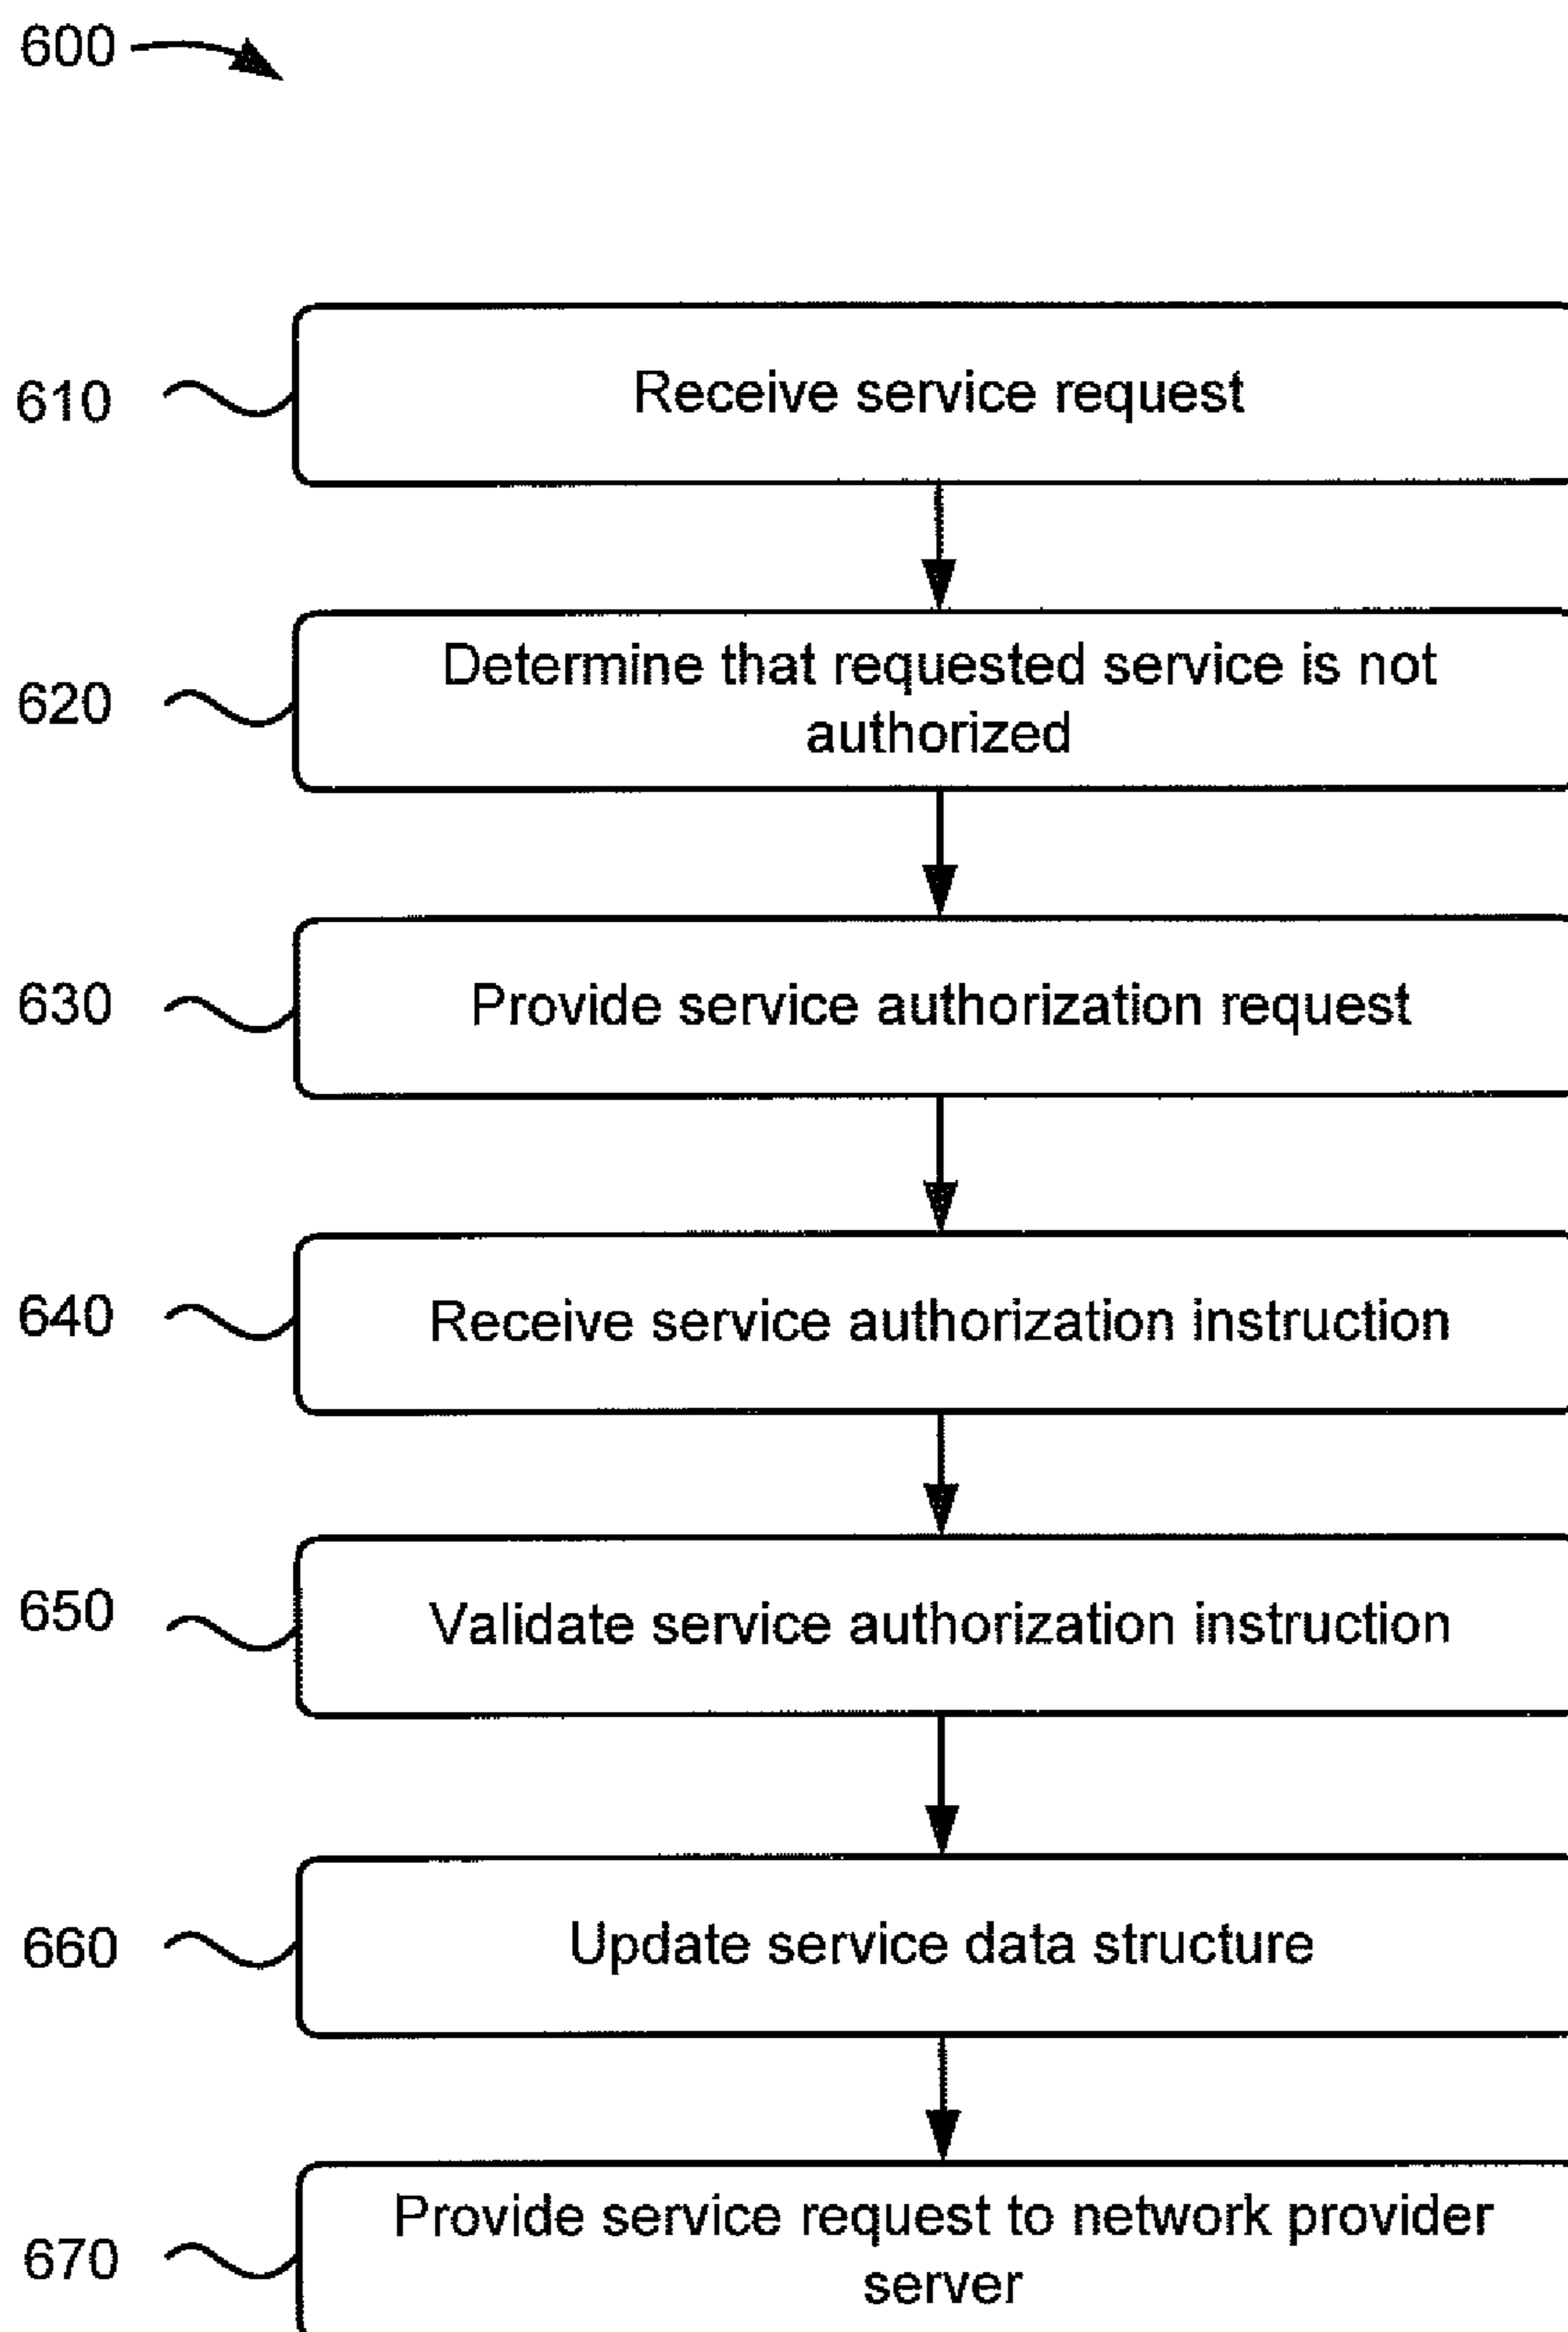 600
610
Receive service request
620
Determine that requested service is not
authorized
630
Provide service authorization request
640
Receive service authorization instruction
650
Validate service authorization instruction
660
Update service data structure
670
Provide service request to network provider
server